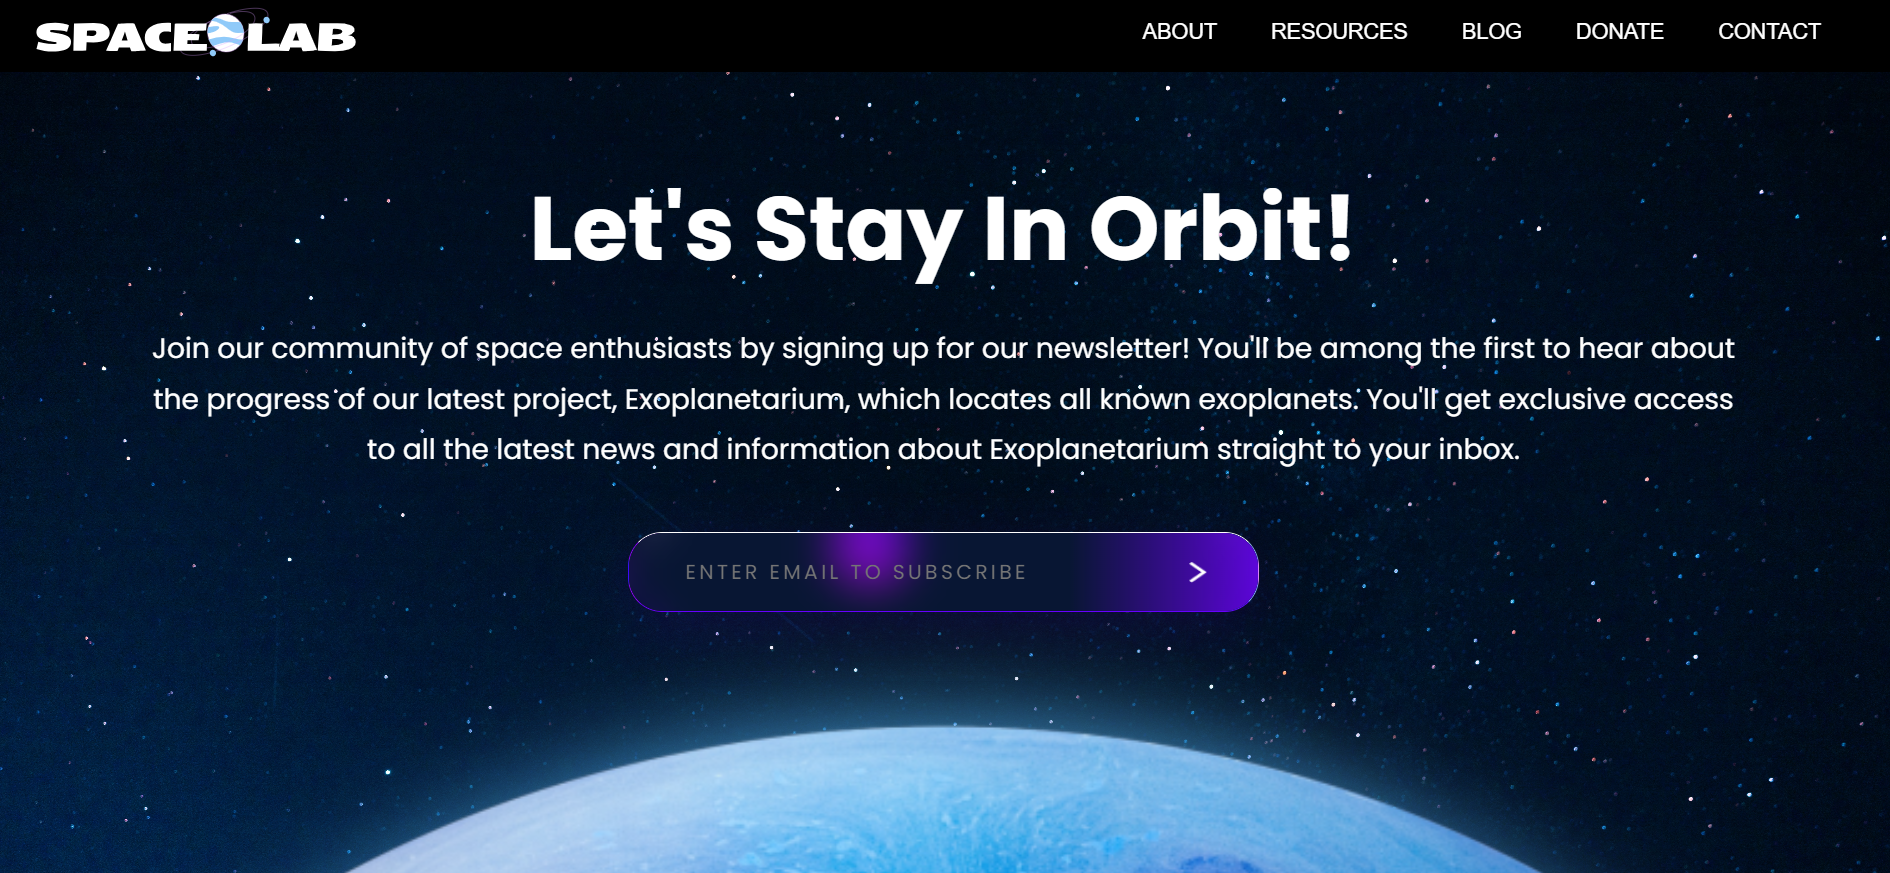 SPACE LAB
ABOUT RESOURCES BLOG DONATE CONTACT
Let's Stay In Orbit!
Join our community of space enthusiasts by signing up for our newsletter! You'll be among the first to hear about
the progress of our latest project, Exoplanetarium, which locates all known exoplanets. You'll get exclusive access
to all the latest news and information about Exoplanetarium straight to your inbox.
ENTER EMAIL TO SUBSCRIBE